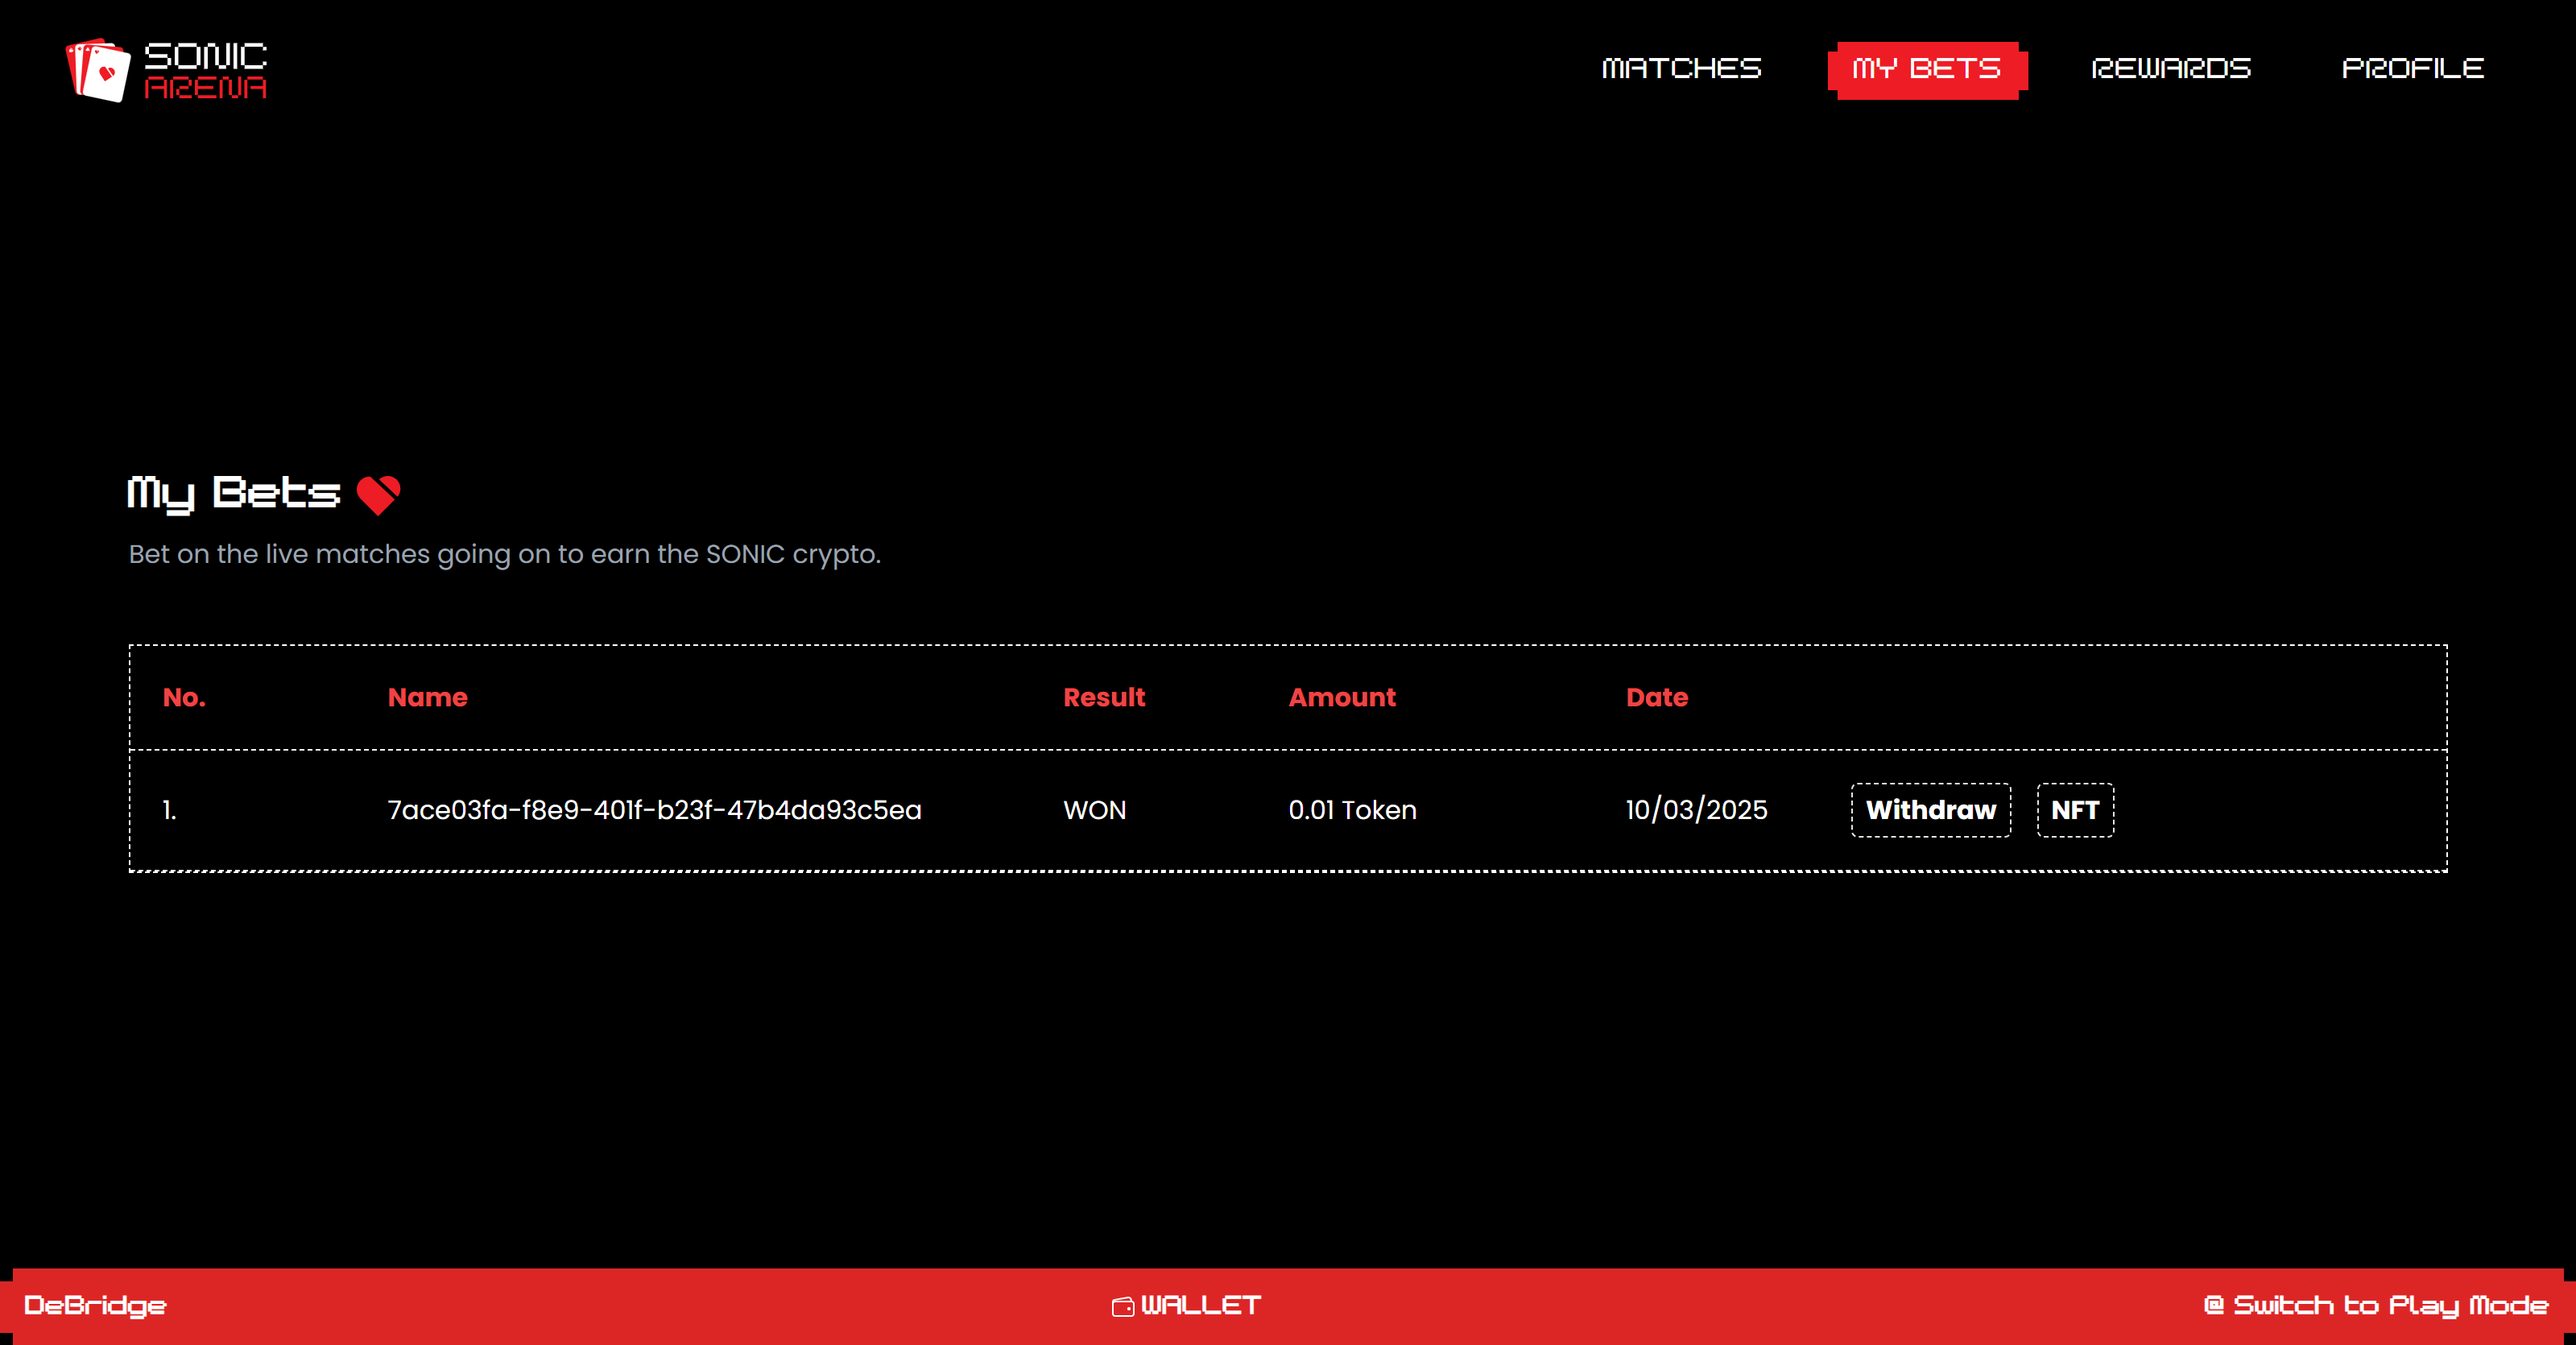 SONIC
ARENA
MATCHES MY BETS REWARDS PROFILE
My Bets
Bet on the live matches going on to earn the SONIC crypto.
No. Name Result Amount Date
1. 7ace03fa-f8e9-401f-b23f-47b4da93c5ea WON 0.01 Token 10/03/2025 Withdraw NFT
DeBridge WALLET @ Switch to Play Mode